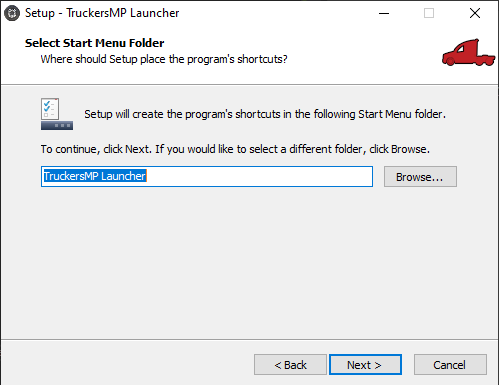 Setup - TruckersMP Launcher
Select Start Menu Folder
Where should Setup place the program's shortcuts?
Setup will create the program's shortcuts in the following Start Menu folder.
To continue, click Next. If you would like to select a different folder, click Browse.
TruckersMP Launcher
Browse...
< Back
Next >
Cancel